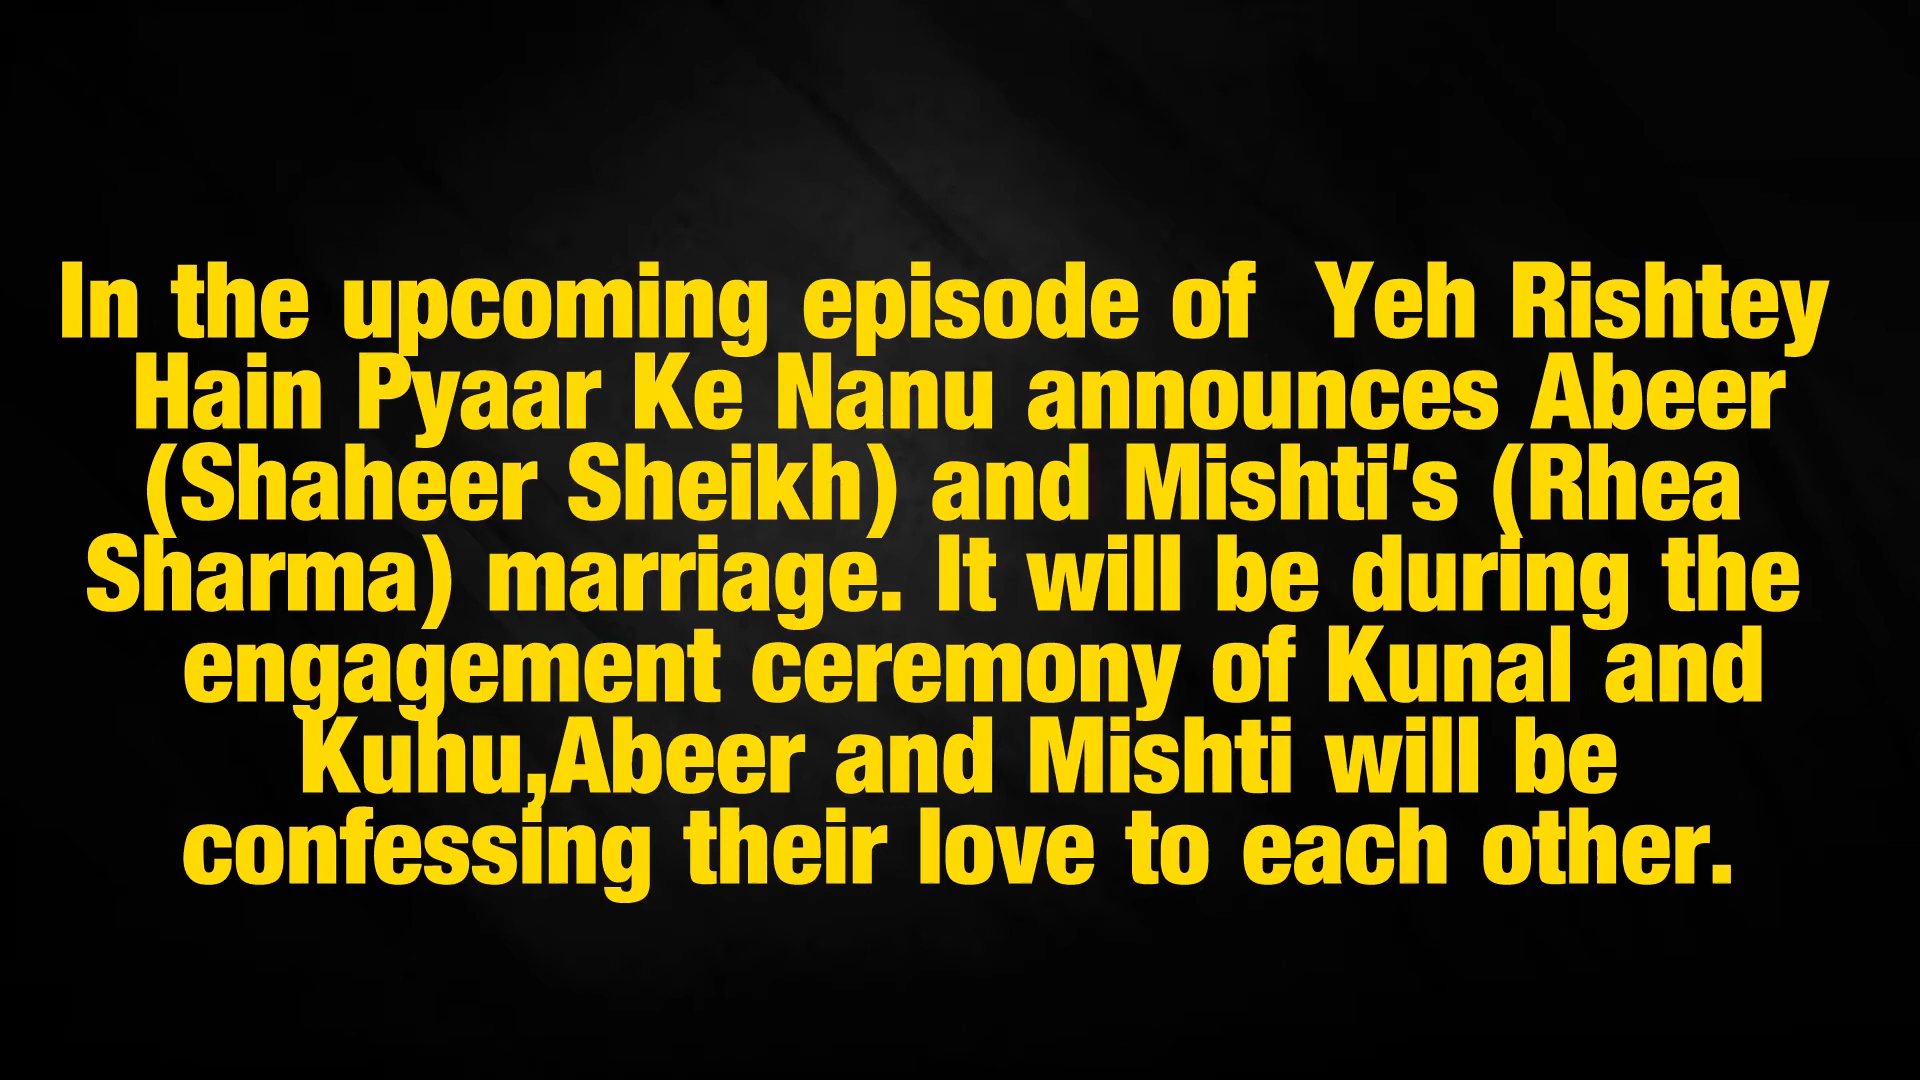 In the upcoming episode of  Yeh Rishtey
Hain Pyaar Ke Nanu announces Abeer
(Shaheer Sheikh) and Mishti's (Rhea
Sharma) marriage. It will be during the
engagement ceremony of Kunal and
Kuhu,Abeer and Mishti will be
confessing their love to each other.